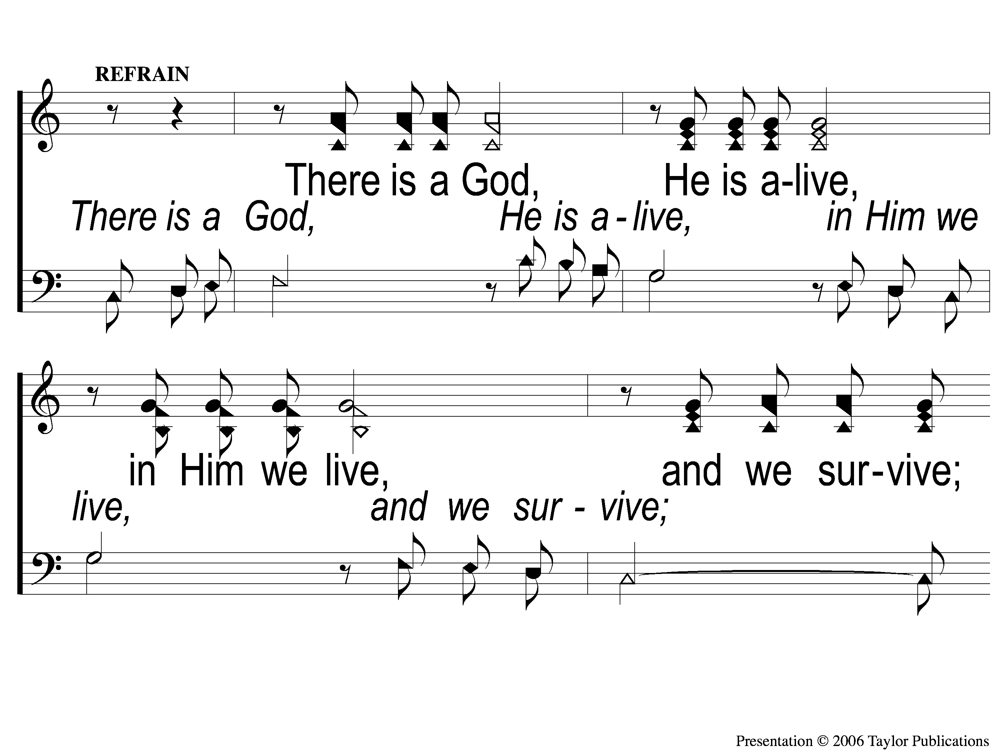 REFRAIN
There is a God, He is a-live,
There is a God, He is a - live, in Him we
in Him we live, and we sur-vive;
live, and we sur - vive;
Presentation © 2006 Taylor Publications